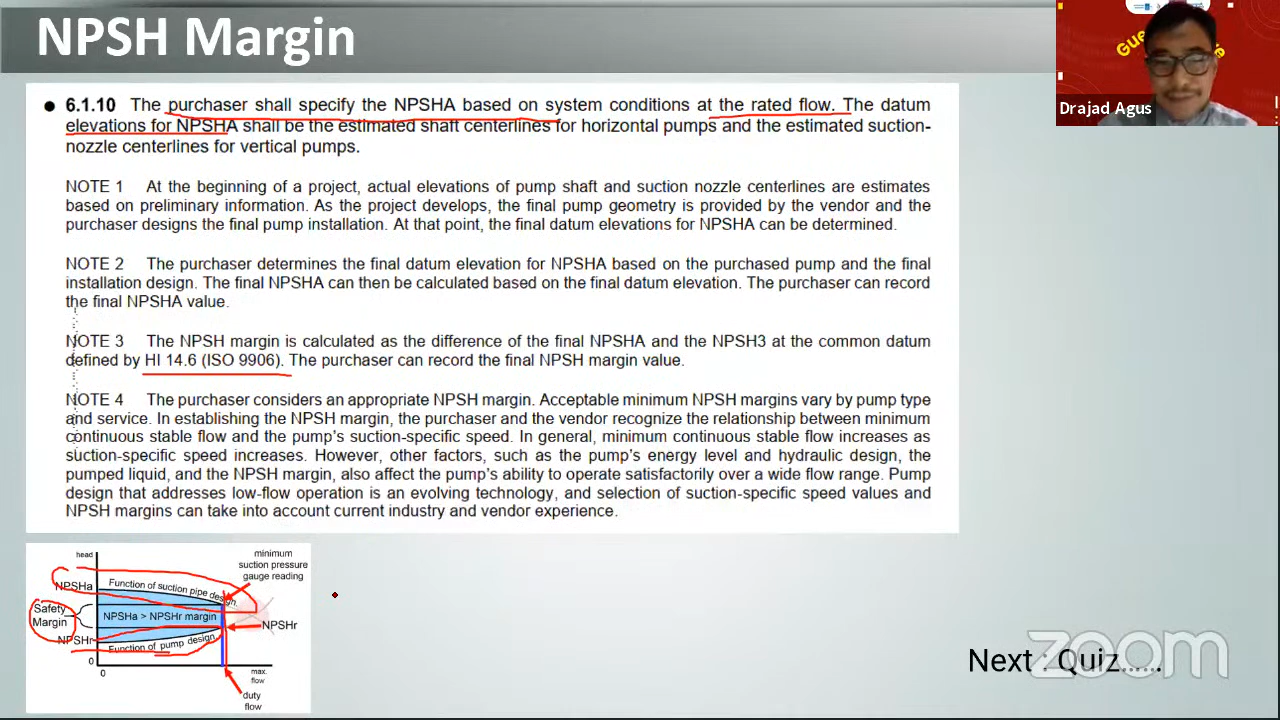 NPSH Margin
Drajad Agus
● 6.1.10 The purchaser shall specify the NPSHA based on system conditions at the rated flow. The datum
elevations for NPSHA shall be the estimated shaft centerlines for horizontal pumps and the estimated suction-
nozzle centerlines for vertical pumps.
NOTE 1 At the beginning of a project, actual elevations of pump shaft and suction nozzle centerlines are estimates
based on preliminary information. As the project develops, the final pump geometry is provided by the vendor and the
purchaser designs the final pump installation. At that point, the final datum elevations for NPSHA can be determined.
NOTE 2 The purchaser determines the final datum elevation for NPSHA based on the purchased pump and the final
installation design. The final NPSHA can then be calculated based on the final datum elevation. The purchaser can record
the final NPSHA value.
NOTE 3 The NPSH margin is calculated as the difference of the final NPSHA and the NPSH3 at the common datum
defined by HI 14.6 (ISO 9906). The purchaser can record the final NPSH margin value.
NOTE 4 The purchaser considers an appropriate NPSH margin. Acceptable minimum NPSH margins vary by pump type
and service. In establishing the NPSH margin, the purchaser and the vendor recognize the relationship between minimum
continuous stable flow and the pump's suction-specific speed. In general, minimum continuous stable flow increases as
suction-specific speed increases. However, other factors, such as the pump's energy level and hydraulic design, the
pumped liquid, and the NPSH margin, also affect the pump's ability to operate satisfactorily over a wide flow range. Pump
design that addresses low-flow operation is an evolving technology, and selection of suction-specific speed values and
NPSH margins can take into account current industry and vendor experience.
head
minimum
suction pressure
gauge reading
NPSHa
Function of suction pipe design.
Safety
Margin
NPSHa > NPSHr margin
NPSHr
NPSHr
Function of pump design.
0
0
max.
flow
duty
flow
Next : Quiz......
zoom